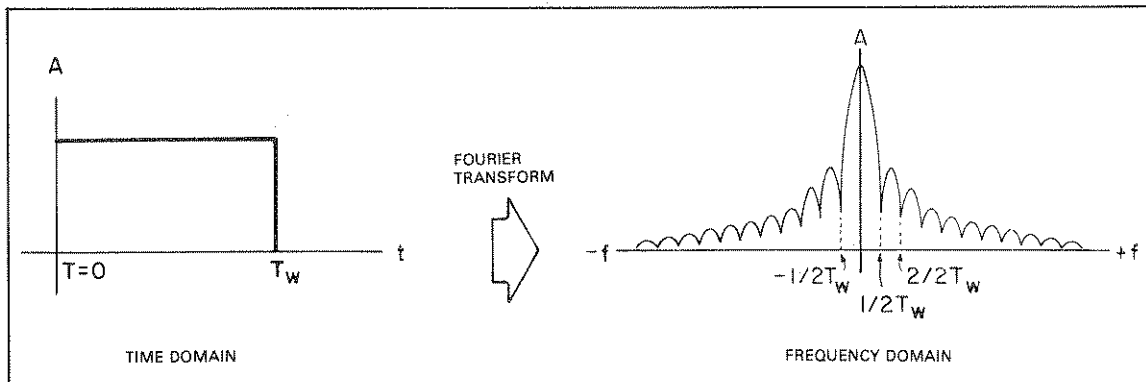 A
T=0
T_W
t
TIME DOMAIN
FOURIER
TRANSFORM
A
-f
+f
-1/2T_W
1/2T_W
2/2T_W
FREQUENCY DOMAIN